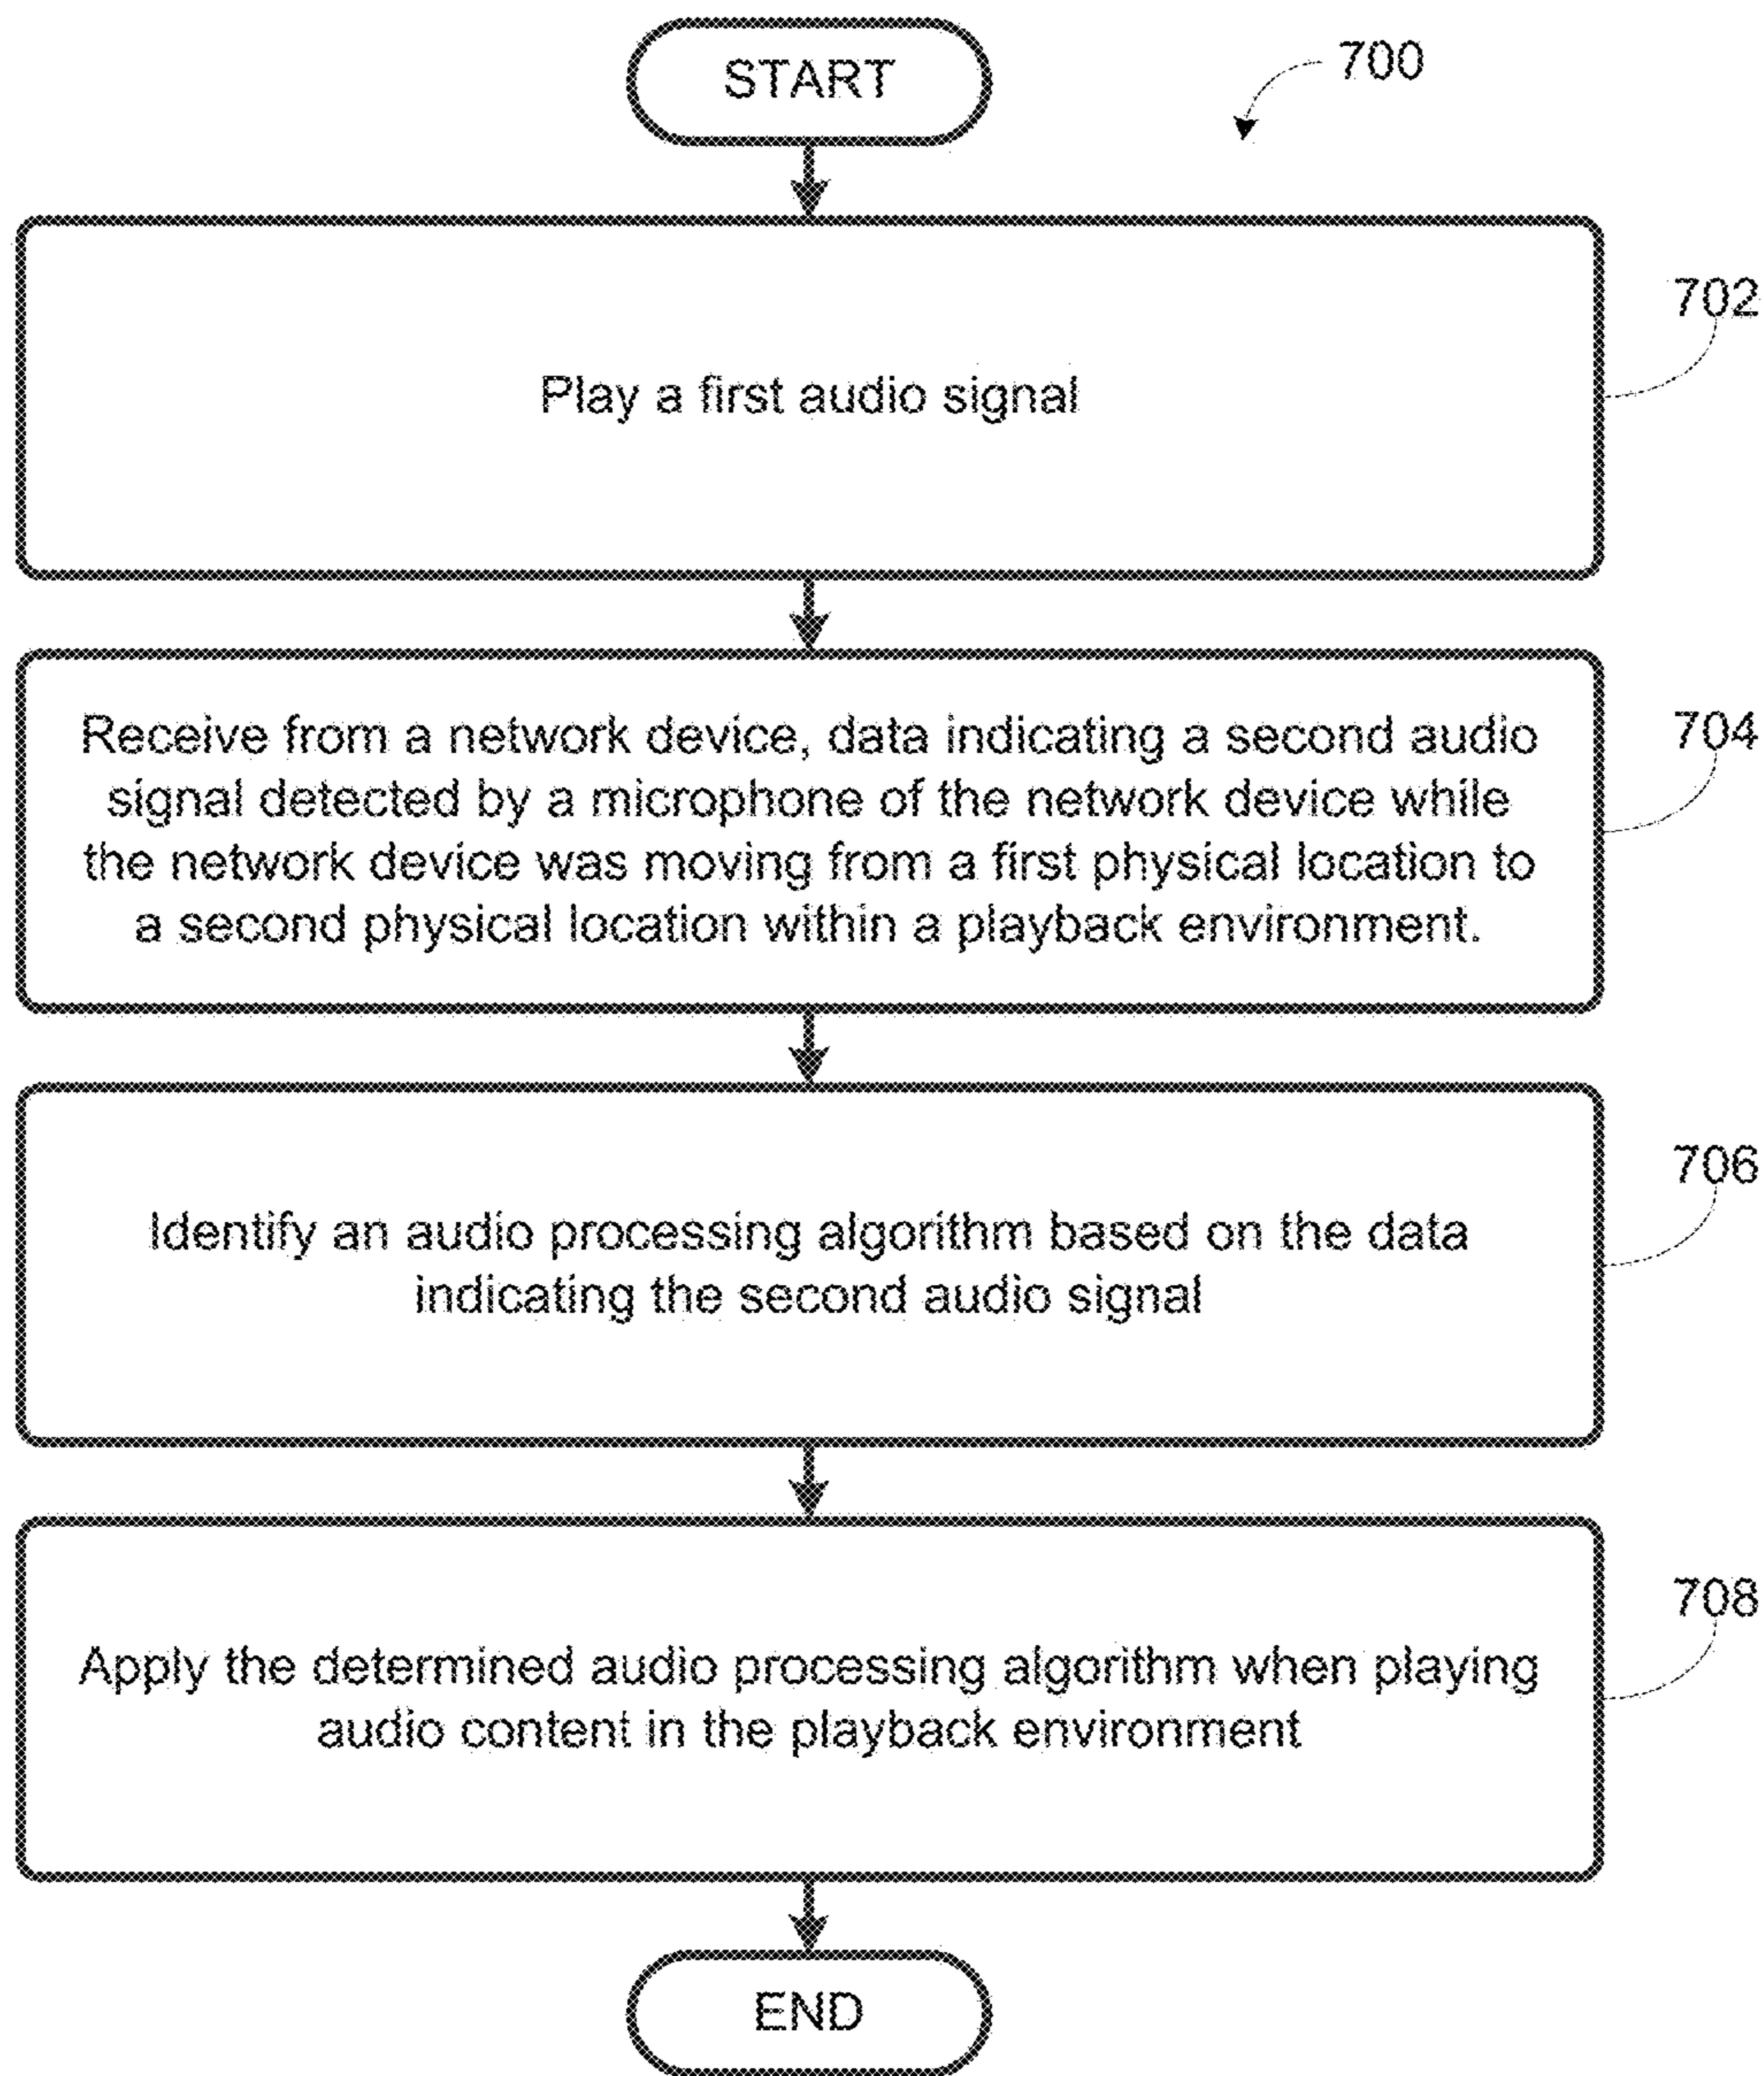 START
700
702
Play a first audio signal
704
Receive from a network device, data indicating a second audio
signal detected by a microphone of the network device while
the network device was moving from a first physical location to
a second physical location within a playback environment.
706
Identify an audio processing algorithm based on the data
indicating the second audio signal
708
Apply the determined audio processing algorithm when playing
audio content in the playback environment
END